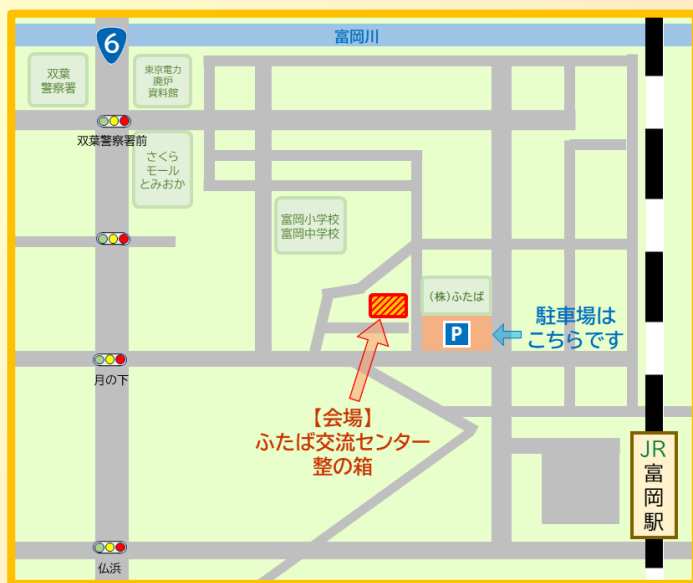 富岡川
6
双葉
警察署
東京電力
廃炉
資料館
双葉警察署前
さくら
モール
とみおか
富岡小学校
富岡中学校
(株)ふたば
P
駐車場は
こちらです
月の下
【会場】
ふたば交流センター
整の箱
JR
富
岡
駅
仏浜